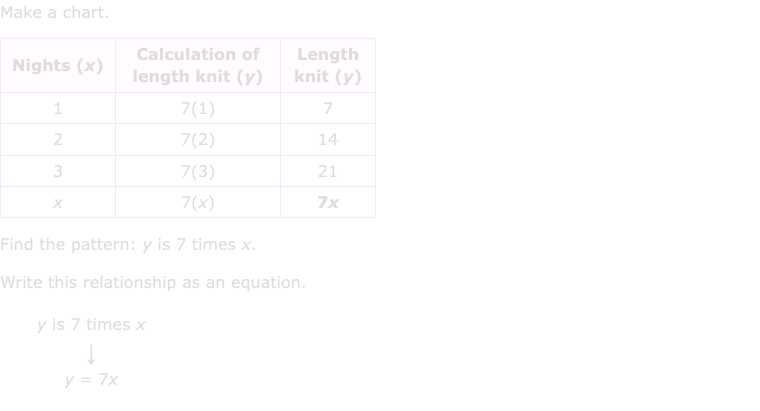 Make a chart.
Nights (x) Calculation of length knit (y) Length knit (y)
1 7(1) 7
2 7(2) 14
3 7(3) 21
x 7(x) 7x
Find the pattern: y is 7 times x.
Write this relationship as an equation.
y is 7 times x
↓
y = 7x